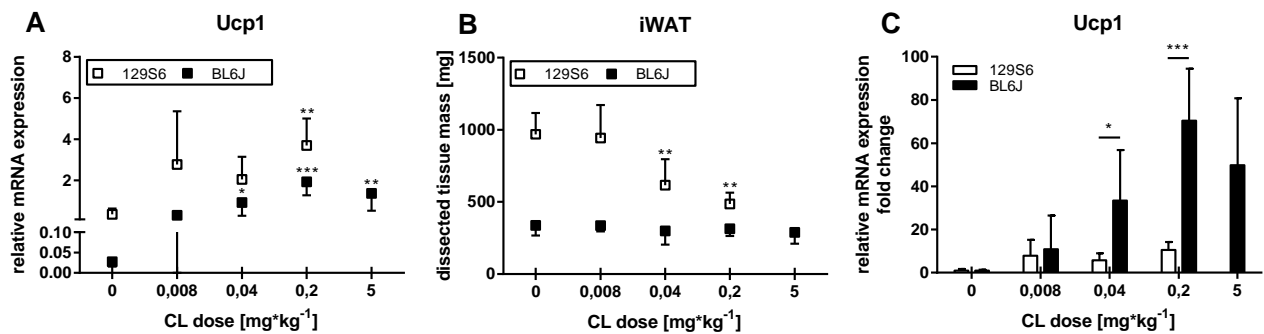 A
Ucp1
relative mRNA expression
8
6
4
2
0.10
0.05
0.00
129S6 BL6J
**
***
*
**
0 0,008 0,04 0,2 5
CL dose [mg*kg-1]
B
iWAT
dissected tissue mass [mg]
1500
1000
500
0
129S6 BL6J
**
**
0 0,008 0,04 0,2 5
CL dose [mg*kg-1]
C
Ucp1
relative mRNA expression
fold change
100
80
60
40
20
0
129S6
BL6J
***
*
0 0,008 0,04 0,2 5
CL dose [mg*kg-1]